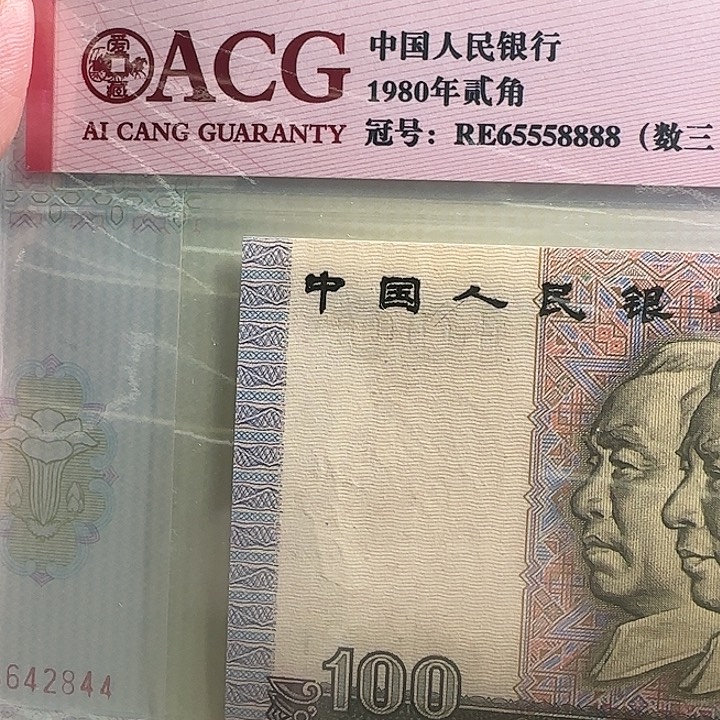 ACG
AI CANG GUARANTY
中国人民银行
1980年贰角
冠号：RE65558888（数三
中国人民银
100
642844